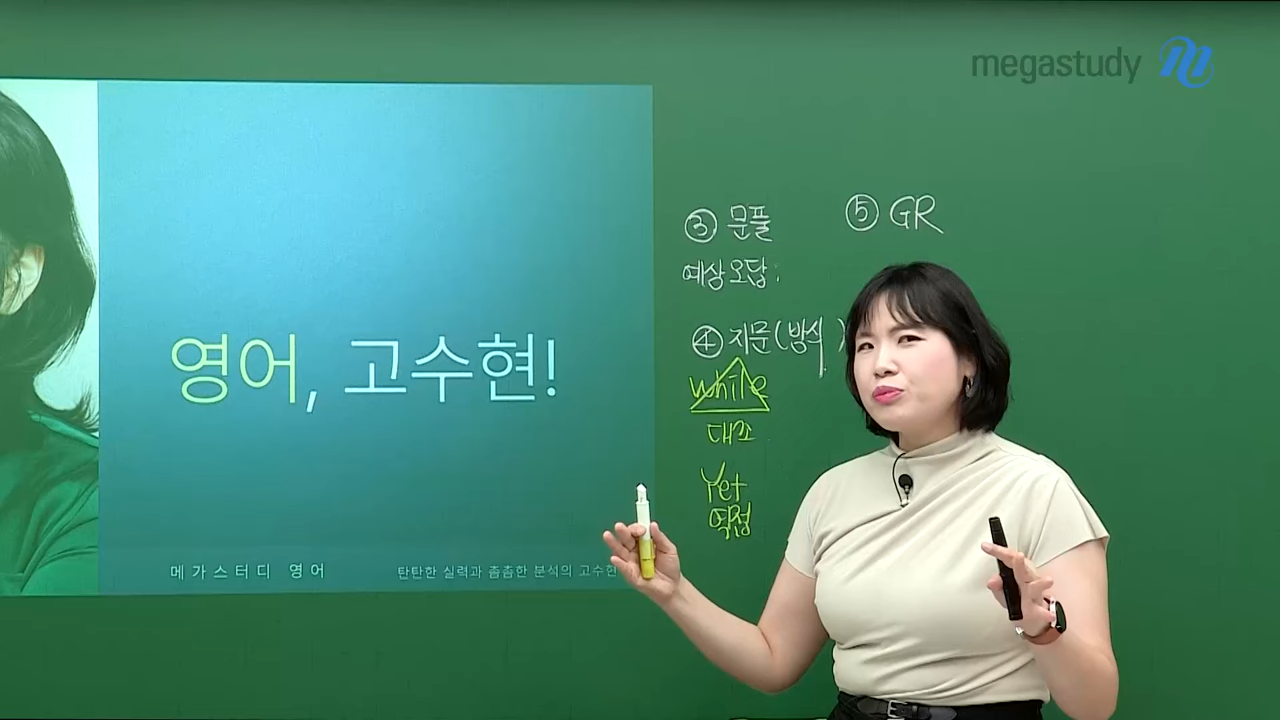 megastudy
영어, 고수현!
메가스터디 영어
탄탄한 실력과 촘촘한 분석의 고수현
③ 문풀
예상오답:
④ 지문(방식)
while
대조
Yet
역접
⑤ GR